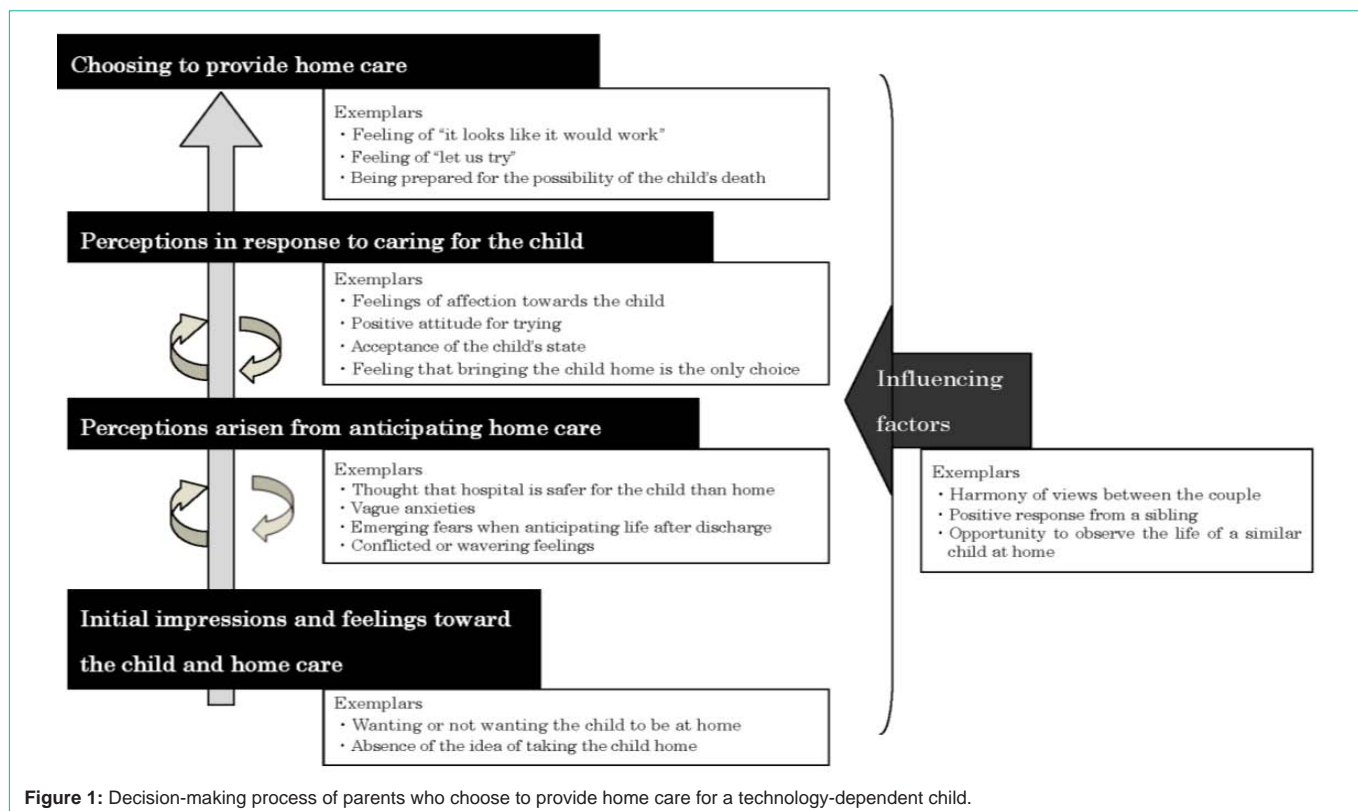 Choosing to provide home care
Exemplars
・Feeling of "it looks like it would work"
・Feeling of "let us try"
・Being prepared for the possibility of the child's death
Perceptions in response to caring for the child
Exemplars
・Feelings of affection towards the child
・Positive attitude for trying
・Acceptance of the child's state
・Feeling that bringing the child home is the only choice
Perceptions arisen from anticipating home care
Exemplars
・Thought that hospital is safer for the child than home
・Vague anxieties
・Emerging fears when anticipating life after discharge
・Conflicted or wavering feelings
Initial impressions and feelings toward
the child and home care
Exemplars
・Wanting or not wanting the child to be at home
・Absence of the idea of taking the child home
Influencing
factors
Exemplars
・Harmony of views between the couple
・Positive response from a sibling
・Opportunity to observe the life of a similar
child at home
Figure 1: Decision-making process of parents who choose to provide home care for a technology-dependent child.